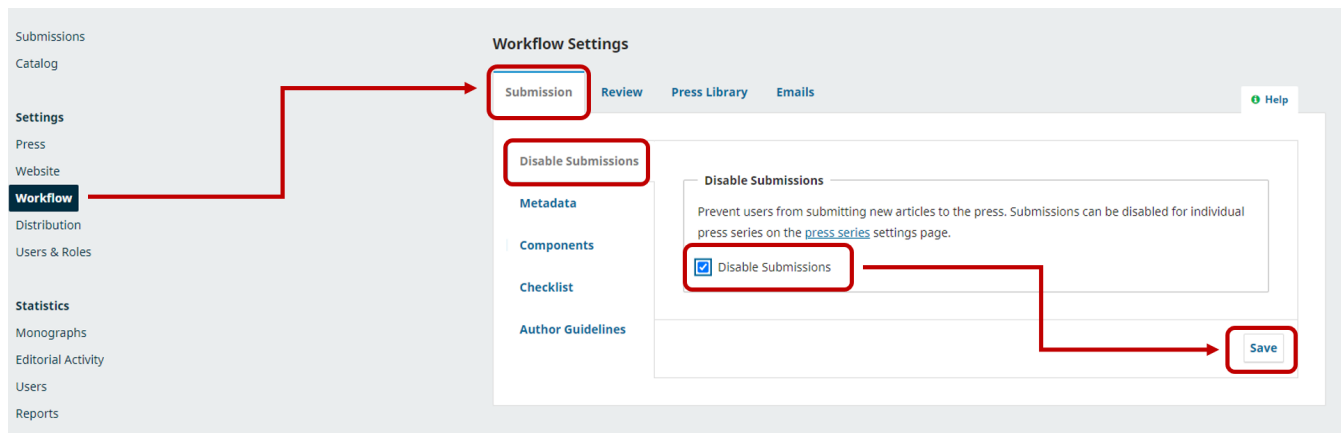 Submissions
Catalog
Settings
Press
Website
Workflow
Distribution
Users & Roles
Statistics
Monographs
Editorial Activity
Users
Reports
Workflow Settings
Submission
Review
Press Library
Emails
Help
Disable Submissions
Metadata
Components
Checklist
Author Guidelines
Disable Submissions
Prevent users from submitting new articles to the press. Submissions can be disabled for individual
press series on the press series settings page.
Disable Submissions
Save